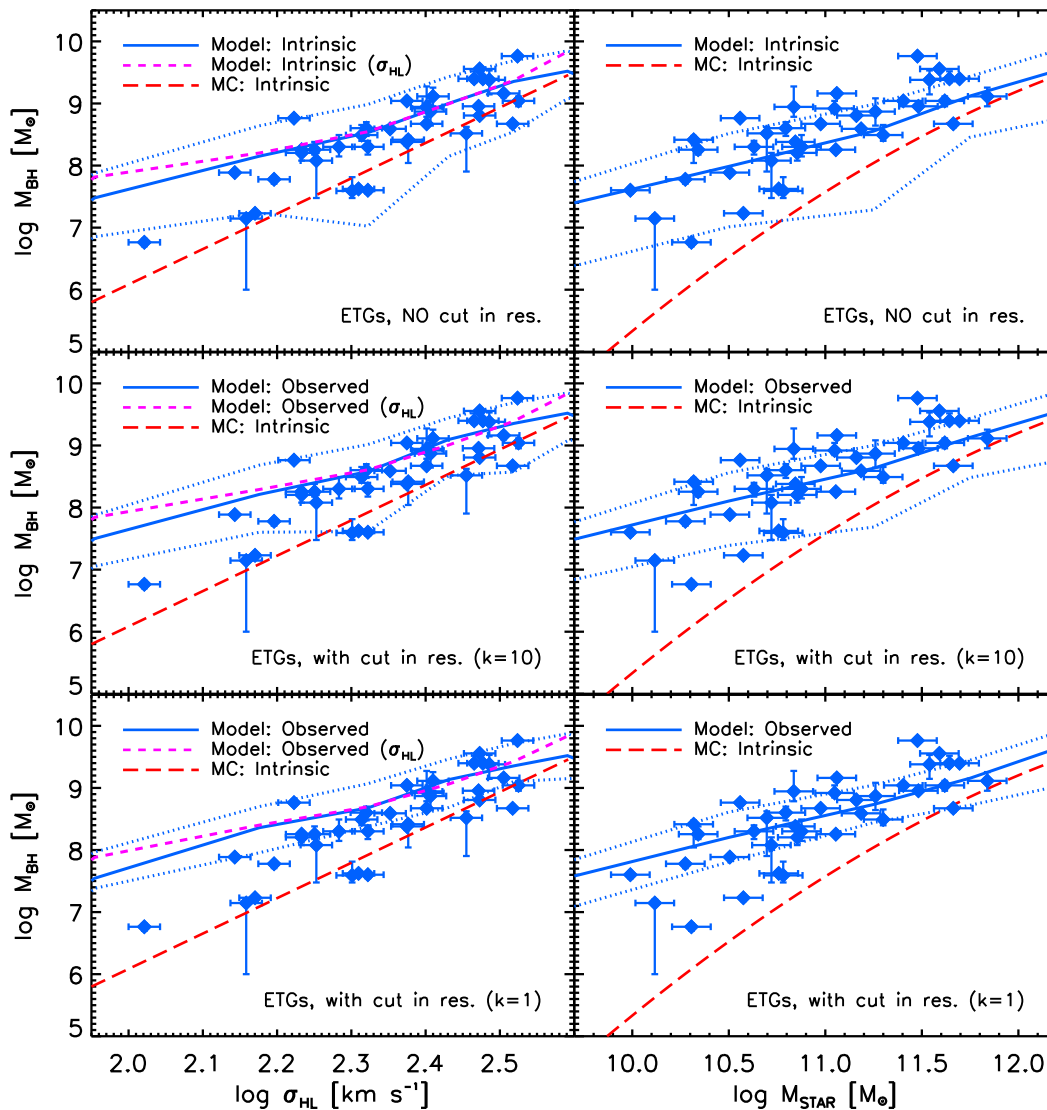 Model: Intrinsic
Model: Intrinsic (σHL)
MC: Intrinsic
ETGs, NO cut in res.
Model: Intrinsic
MC: Intrinsic
ETGs, NO cut in res.
10
9
8
7
6
5
log MBH [M⊙]
Model: Observed
Model: Observed (σHL)
MC: Intrinsic
ETGs, with cut in res. (k=10)
Model: Observed
MC: Intrinsic
ETGs, with cut in res. (k=10)
10
9
8
7
6
5
log MBH [M⊙]
Model: Observed
Model: Observed (σHL)
MC: Intrinsic
ETGs, with cut in res. (k=1)
Model: Observed
MC: Intrinsic
ETGs, with cut in res. (k=1)
10
9
8
7
6
5
log MBH [M⊙]
2.0 2.1 2.2 2.3 2.4 2.5
log σHL [km s⁻¹]
10.0 10.5 11.0 11.5 12.0
log MSTAR [M⊙]